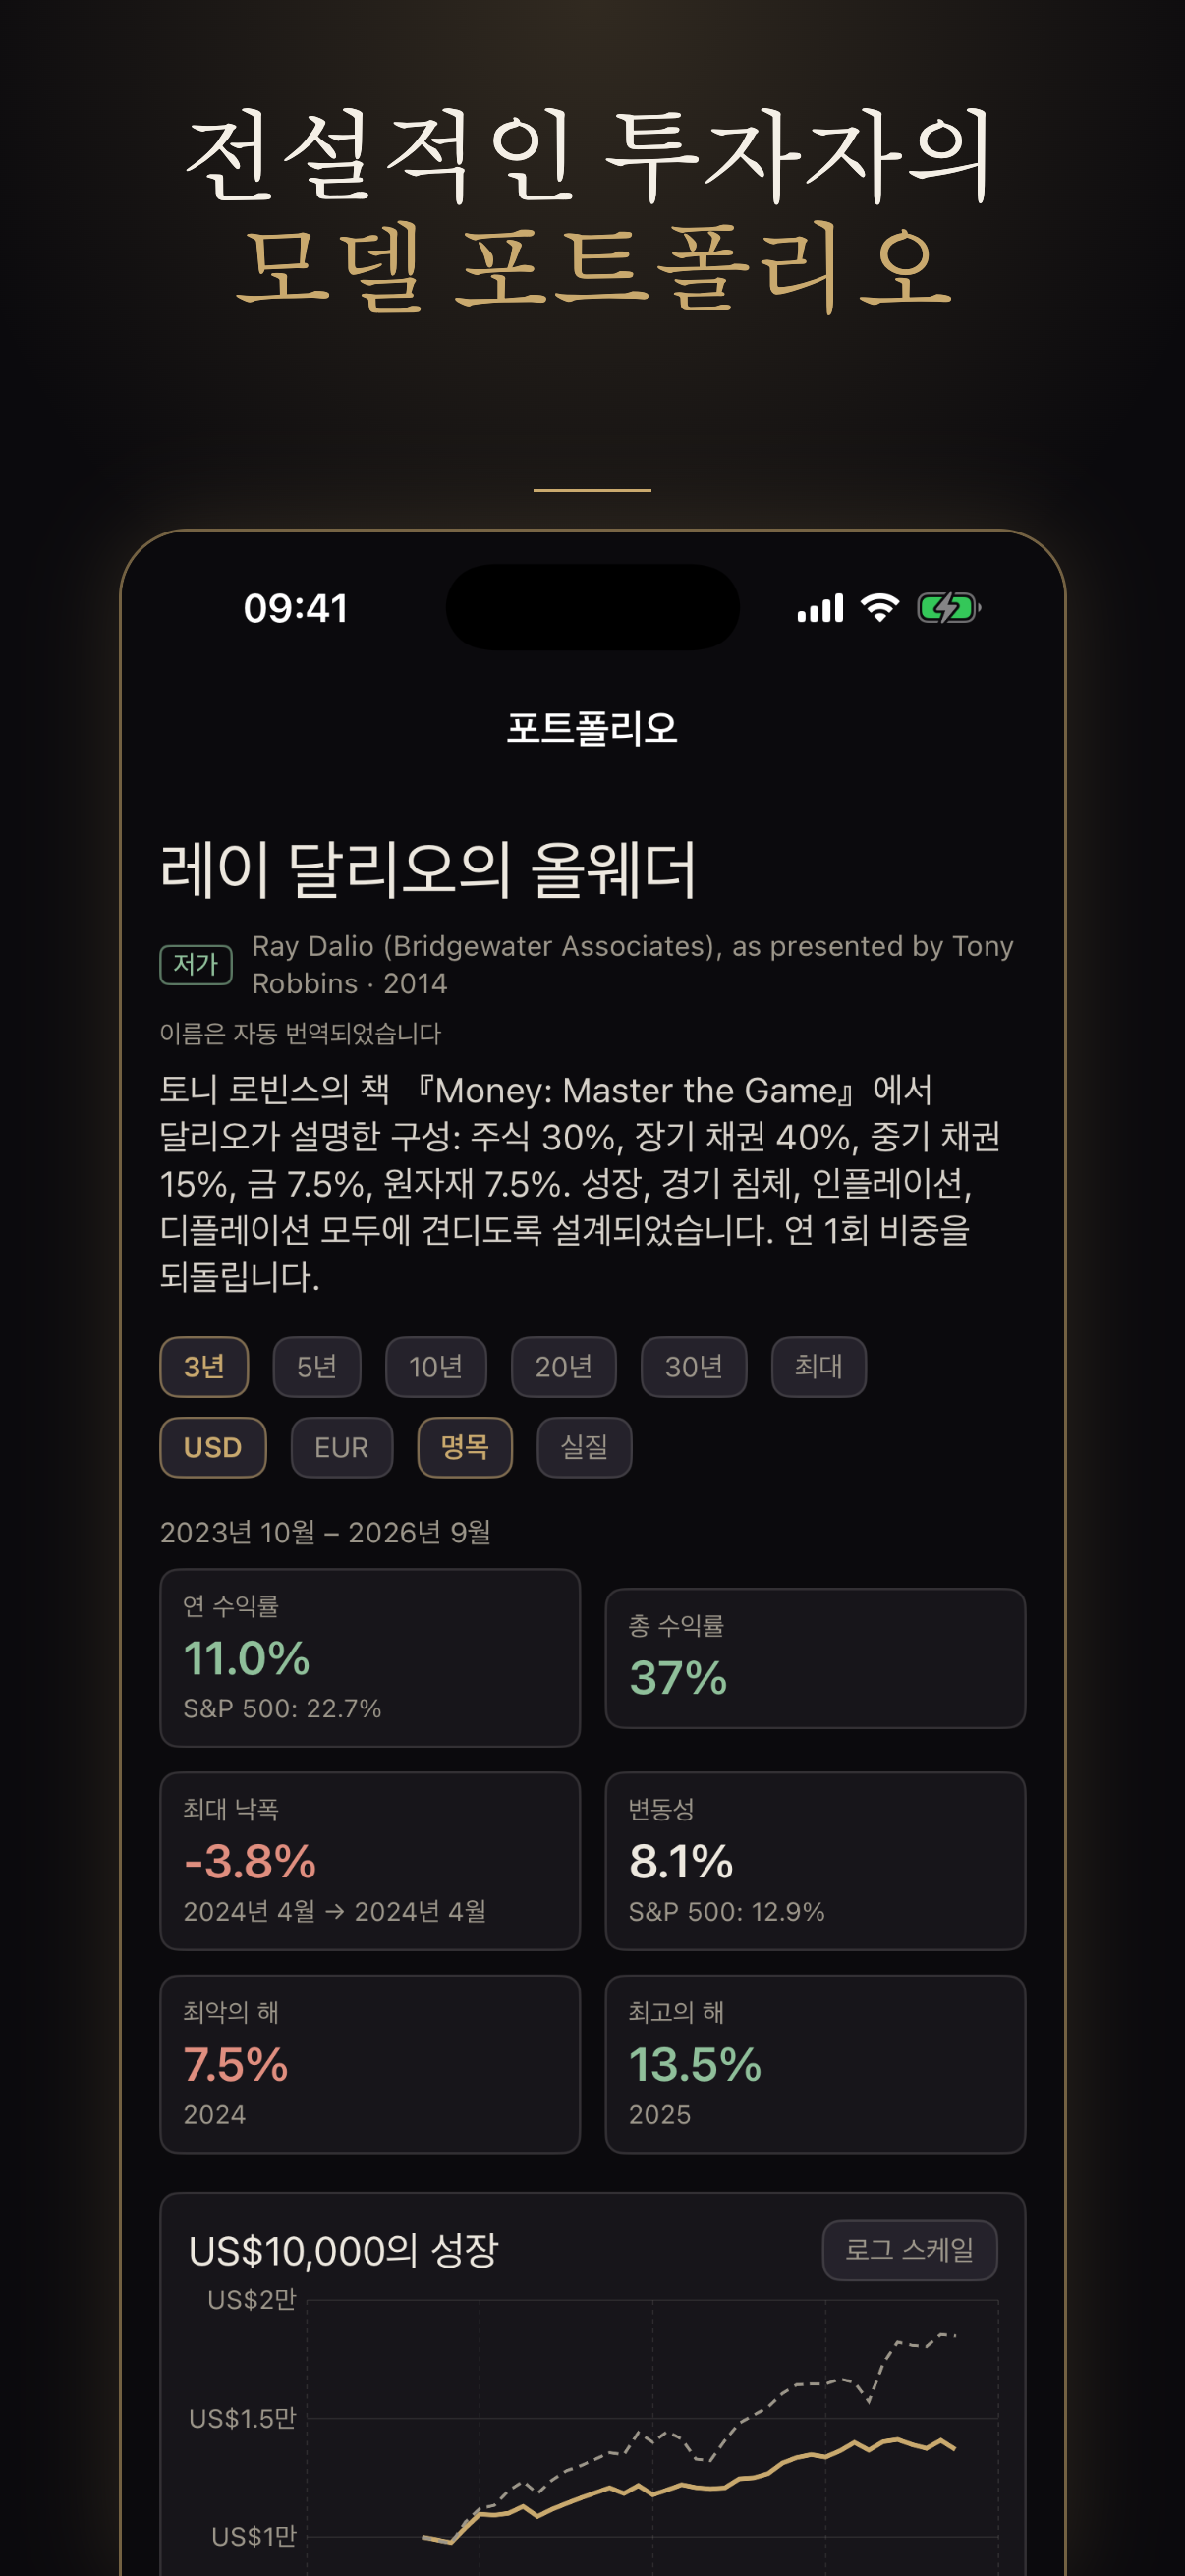 전설적인 투자자의
모델 포트폴리오
09:41
포트폴리오
레이 달리오의 올웨더
저가
Ray Dalio (Bridgewater Associates), as presented by Tony
Robbins · 2014
이름은 자동 번역되었습니다
토니 로빈스의 책 『Money: Master the Game』에서
달리오가 설명한 구성: 주식 30%, 장기 채권 40%, 중기 채권
15%, 금 7.5%, 원자재 7.5%. 성장, 경기 침체, 인플레이션,
디플레이션 모두에 견디도록 설계되었습니다. 연 1회 비중을
되돌립니다.
3년 5년 10년 20년 30년 최대
USD EUR 명목 실질
2023년 10월 – 2026년 9월
연 수익률
11.0%
S&P 500: 22.7%
총 수익률
37%
최대 낙폭
-3.8%
2024년 4월 → 2024년 4월
변동성
8.1%
S&P 500: 12.9%
최악의 해
7.5%
2024
최고의 해
13.5%
2025
US$10,000의 성장
로그 스케일
US$2만
US$1.5만
US$1만